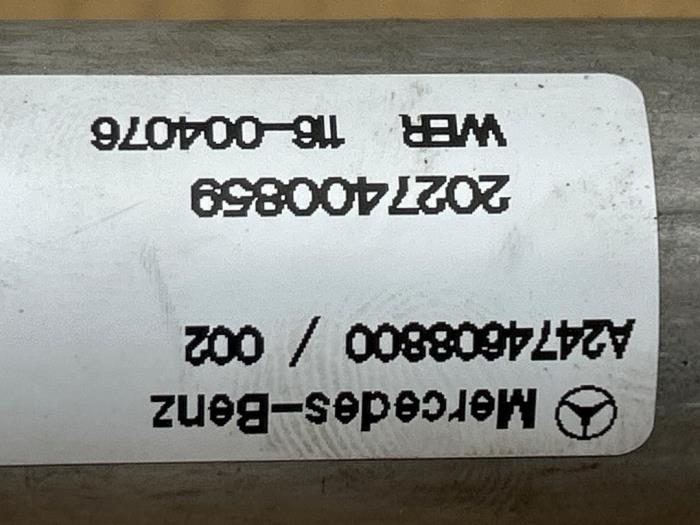 Mercedes-Benz
A2474608800 / 002
2027400859
WER 116-004076